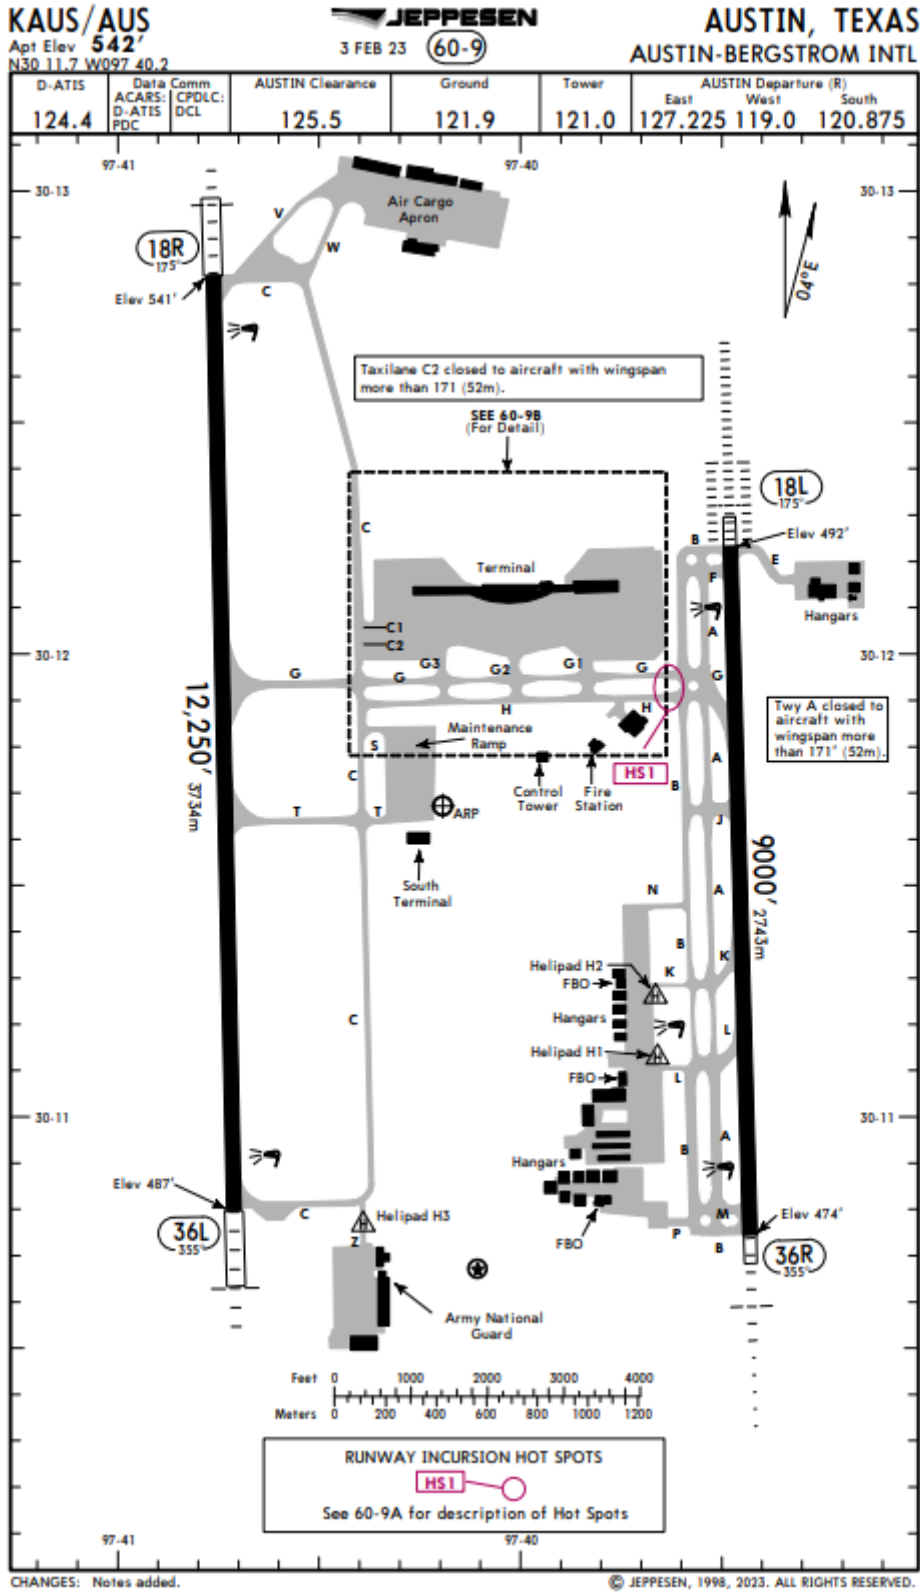 KAUS/AUS
Apt Elev 542'
N30 11.7 W097 40.2
JEPPESEN
3 FEB 23 60-9
AUSTIN, TEXAS
AUSTIN-BERGSTROM INTL
D-ATIS
124.4
Data Comm
ACARS: D-ATIS PDC
CPDLC: DCL
AUSTIN Clearance
125.5
Ground
121.9
Tower
121.0
AUSTIN Departure (R)
East West South
127.225 119.0 120.875
97-41 97-40
30-13 30-13
Air Cargo
Apron
V
W
18R
175°
Elev 541'
C
04°E
Taxilane C2 closed to aircraft with wingspan
more than 171 (52m).
SEE 60-9B
(For Detail)
18L
175°
Elev 492'
C
B
E
F
Terminal
Hangars
A
C1
C2
30-12 30-12
G G G3 G2 G1 G G
H H
12,250' 3734m
Maintenance
Ramp
S
C
Twy A closed to
aircraft with
wingspan more
than 171' (52m).
HS1
A
B
Control
Tower
Fire
Station
T T
ARP
J
South
Terminal
9000' 2743m
N
A
B
K K
Helipad H2
FBO
Hangars
C
L
Helipad H1
FBO
L
30-11 30-11
A
B
Hangars
Elev 487'
36L
355°
C
Helipad H3
Z
FBO
P
M
B
Elev 474'
36R
355°
Army National
Guard
Feet 0 1000 2000 3000 4000
Meters 0 200 400 600 800 1000 1200
RUNWAY INCURSION HOT SPOTS
HS1
See 60-9A for description of Hot Spots
97-41 97-40
CHANGES: Notes added.
© JEPPESEN, 1998, 2023. ALL RIGHTS RESERVED.